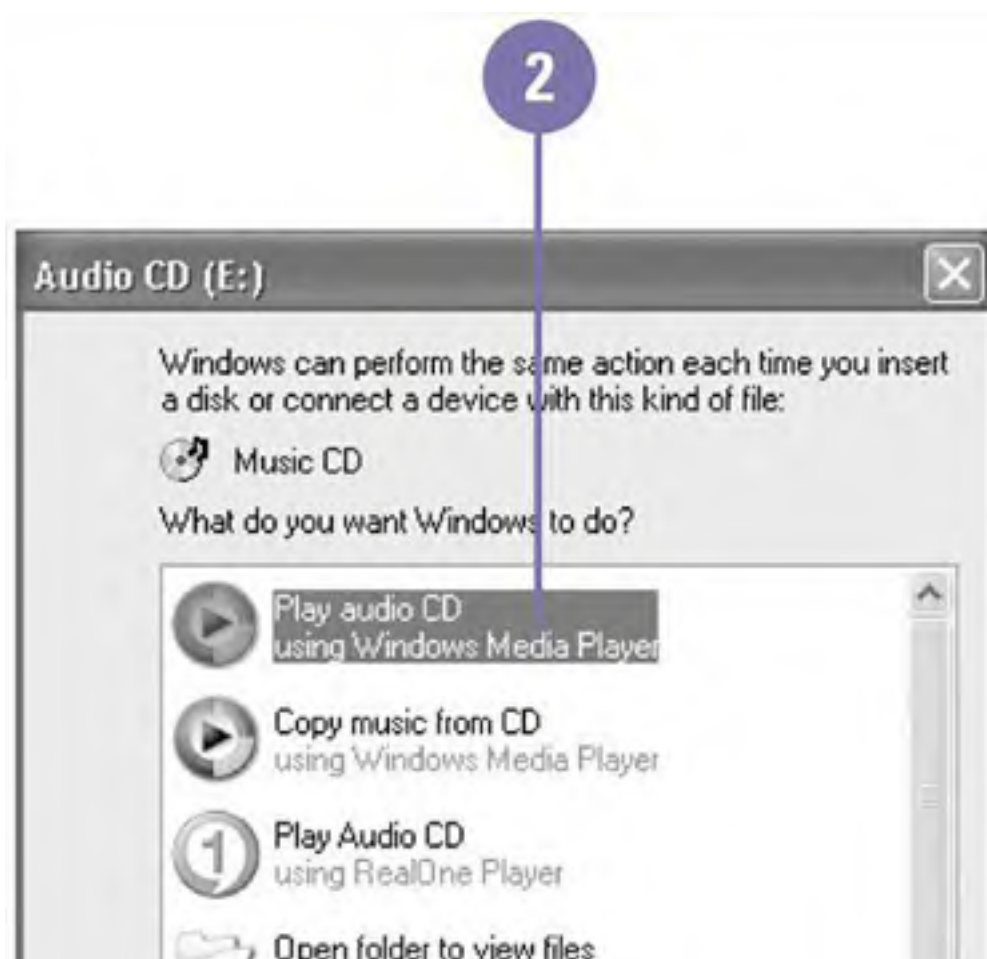 2
Audio CD (E:)
Windows can perform the same action each time you insert
a disk or connect a device with this kind of file:
Music CD
What do you want Windows to do?
Play audio CD
using Windows Media Player
Copy music from CD
using Windows Media Player
1
Play Audio CD
using RealOne Player
Open folder to view files